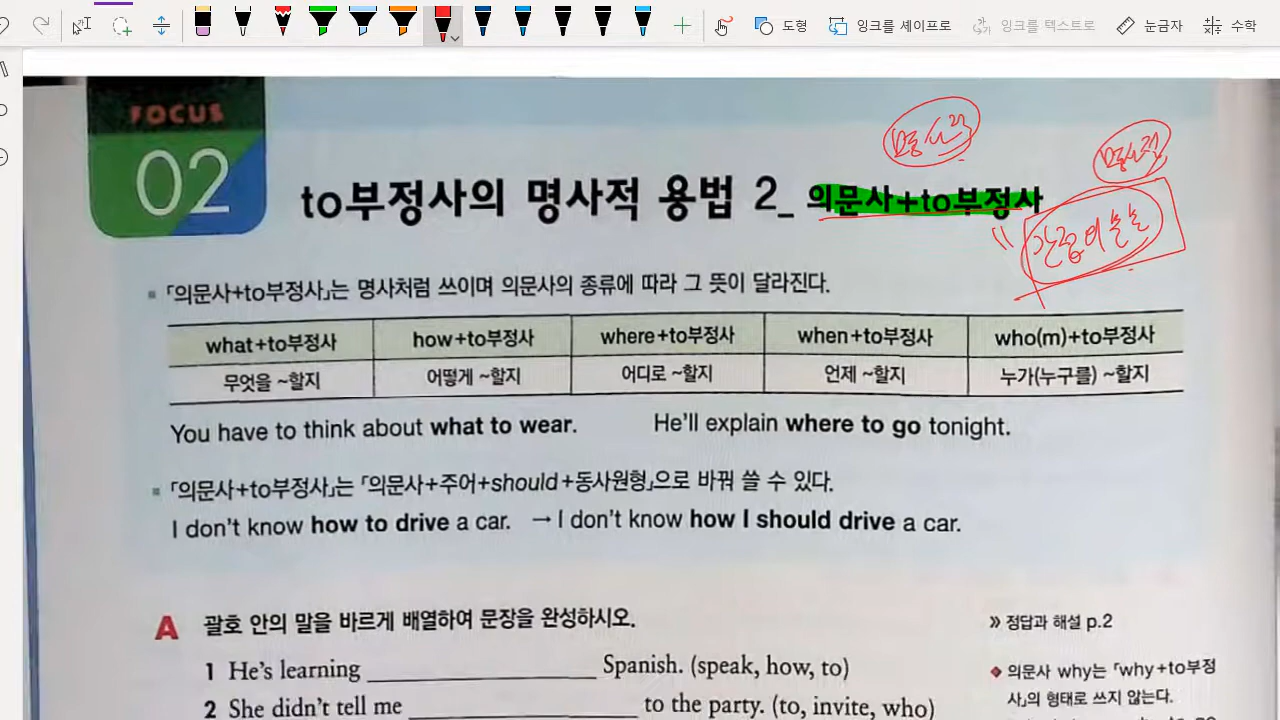 도형 잉크를 셰이프로 잉크를 텍스트로 눈금자 수학
FOCUS
02
명사구
명사적
to부정사의 명사적 용법 2_ 의문사+to부정사
"간접의문문
「의문사+to부정사」는 명사처럼 쓰이며 의문사의 종류에 따라 그 뜻이 달라진다.
what+to부정사 how+to부정사 where+to부정사 when+to부정사 who(m)+to부정사
무엇을 ~할지 어떻게 ~할지 어디로 ~할지 언제 ~할지 누가(누구를) ~할지
You have to think about what to wear. He'll explain where to go tonight.
「의문사+to부정사」는 「의문사+주어+should+동사원형」으로 바꿔 쓸 수 있다.
I don't know how to drive a car. → I don't know how I should drive a car.
A 괄호 안의 말을 바르게 배열하여 문장을 완성하시오.
» 정답과 해설 p.2
1 He's learning ____________ Spanish. (speak, how, to)
2 She didn't tell me ____________ to the party. (to, invite, who)
의문사 why는 「why+to부정
사」의 형태로 쓰지 않는다.